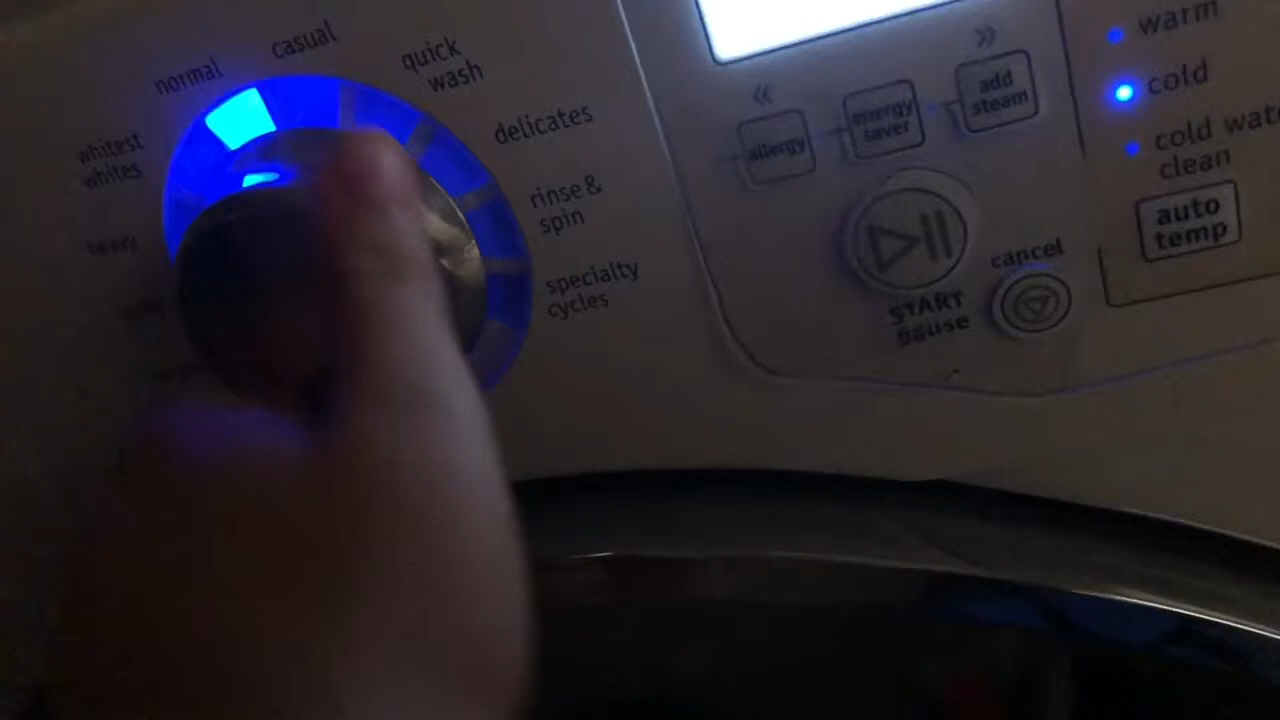 casual
normal
quick
wash
whitest
whites
delicates
heavy
rinse &
spin
specialty
cycles
«
»
allergy
energy
saver
add
steam
START
pause
cancel
warm
cold
cold
clean
auto
temp